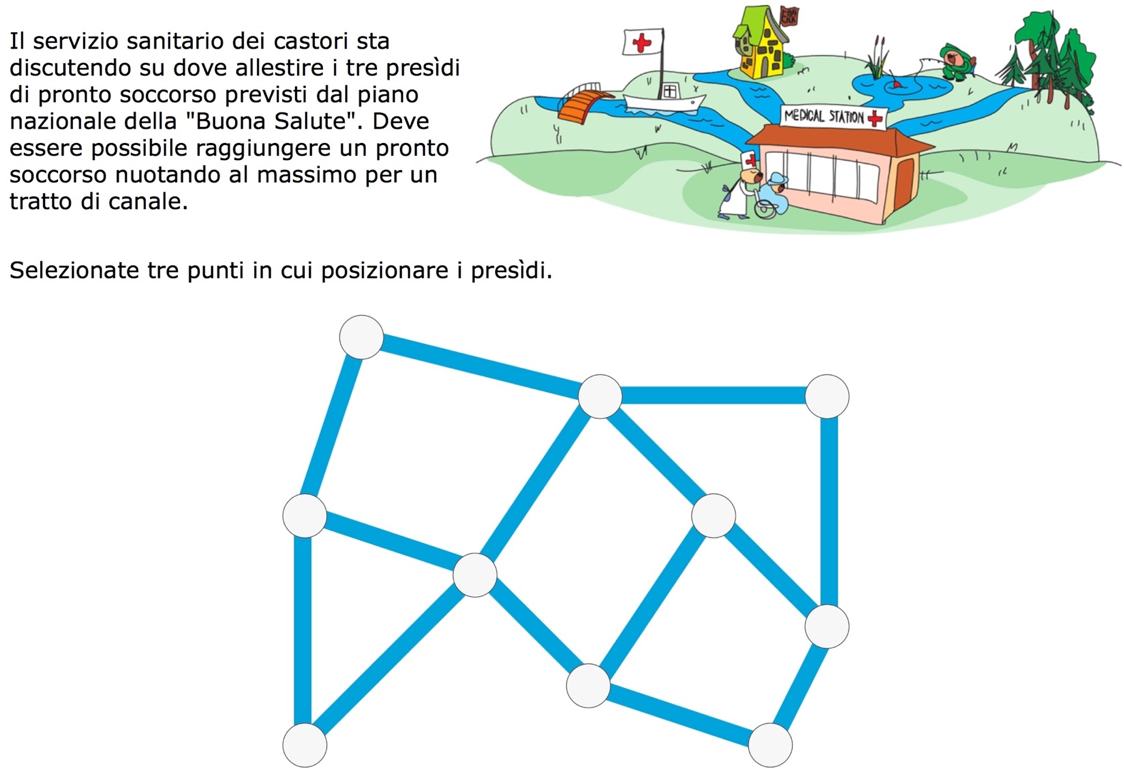 Il servizio sanitario dei castori sta
discutendo su dove allestire i tre presìdi
di pronto soccorso previsti dal piano
nazionale della "Buona Salute". Deve
essere possibile raggiungere un pronto
soccorso nuotando al massimo per un
tratto di canale.
MEDICAL STATION
Selezionate tre punti in cui posizionare i presìdi.